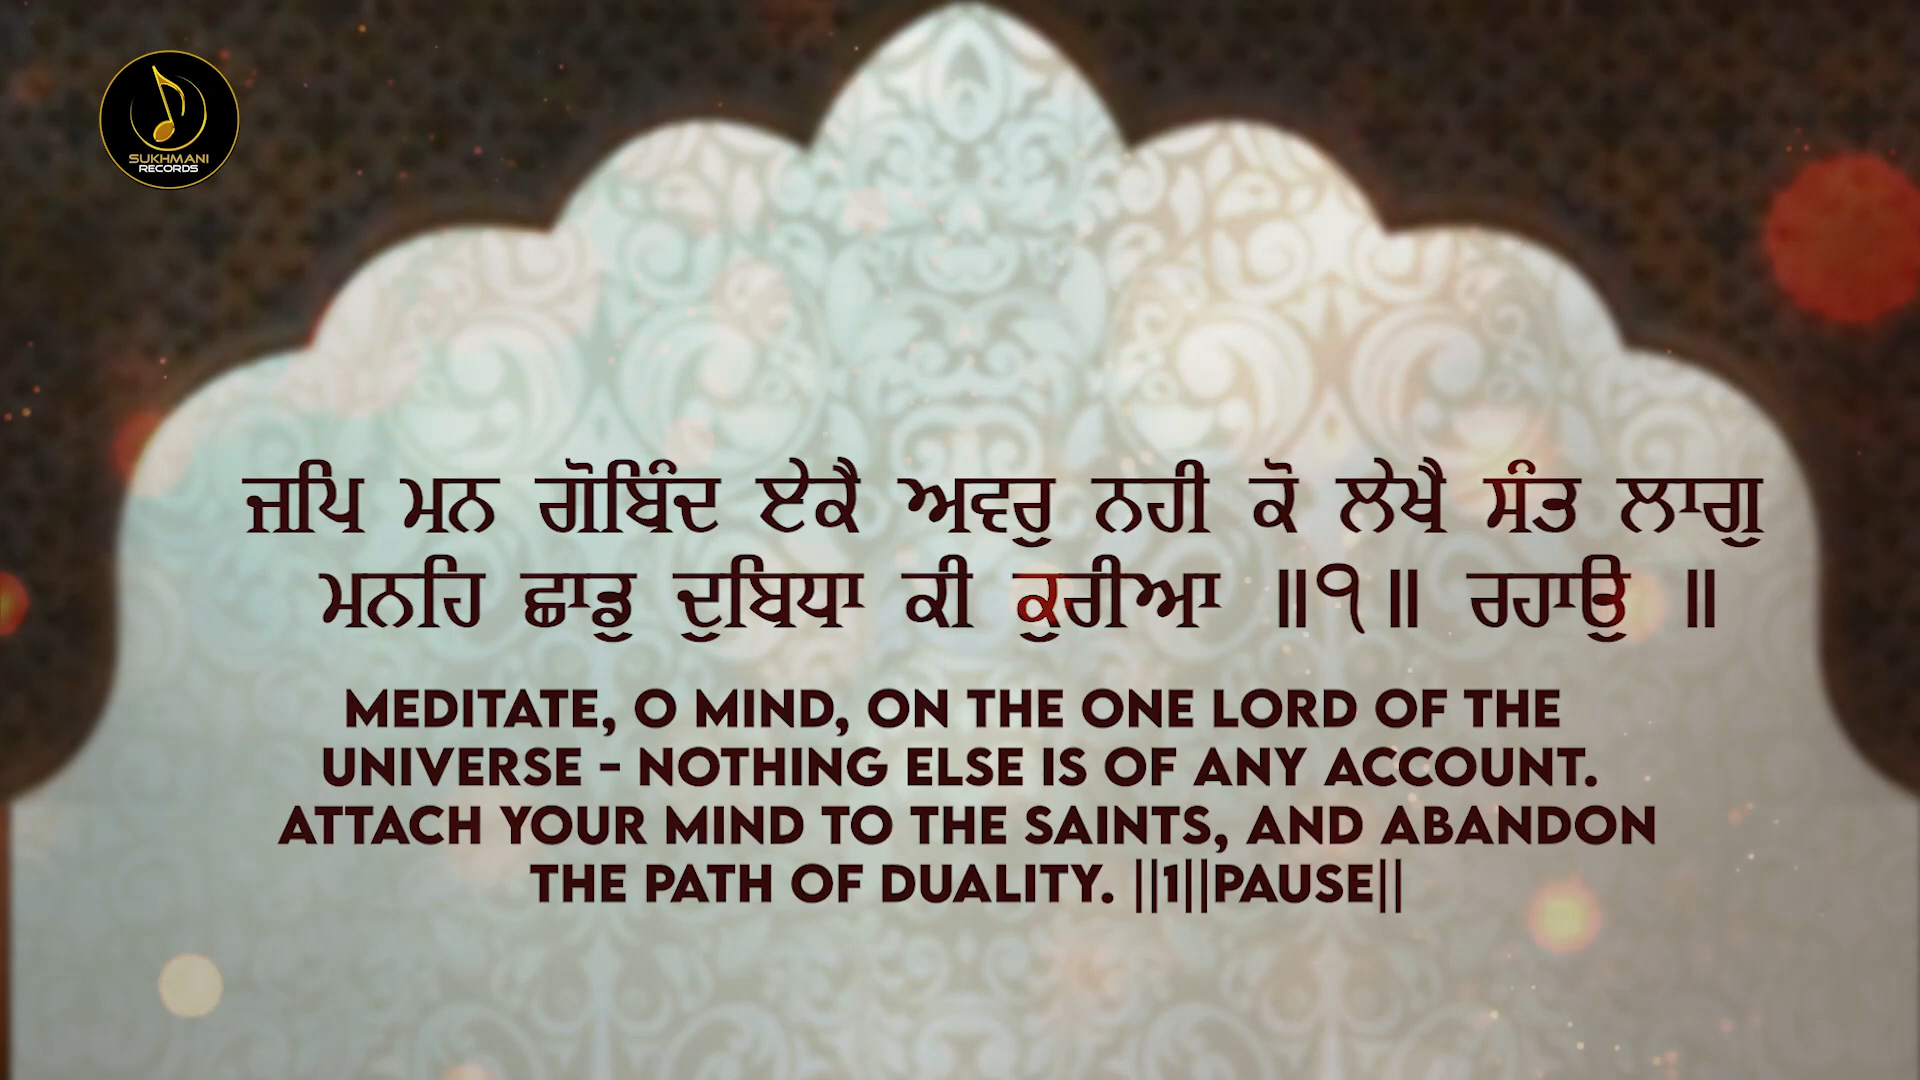 SUKHMANI
RECORDS
ਜਪਿ ਮਨ ਗੋਬਿੰਦ ਏਕੈ ਅਵਰੁ ਨਹੀ ਕੋ ਲੇਖੈ ਸੰਤ ਲਾਗੁ
ਮਨਹਿ ਛਾਡੁ ਦੁਬਿਧਾ ਕੀ ਕੁਰੀਆ ॥੧॥ ਰਹਾਉ ॥
MEDITATE, O MIND, ON THE ONE LORD OF THE
UNIVERSE - NOTHING ELSE IS OF ANY ACCOUNT.
ATTACH YOUR MIND TO THE SAINTS, AND ABANDON
THE PATH OF DUALITY. ||1||PAUSE||